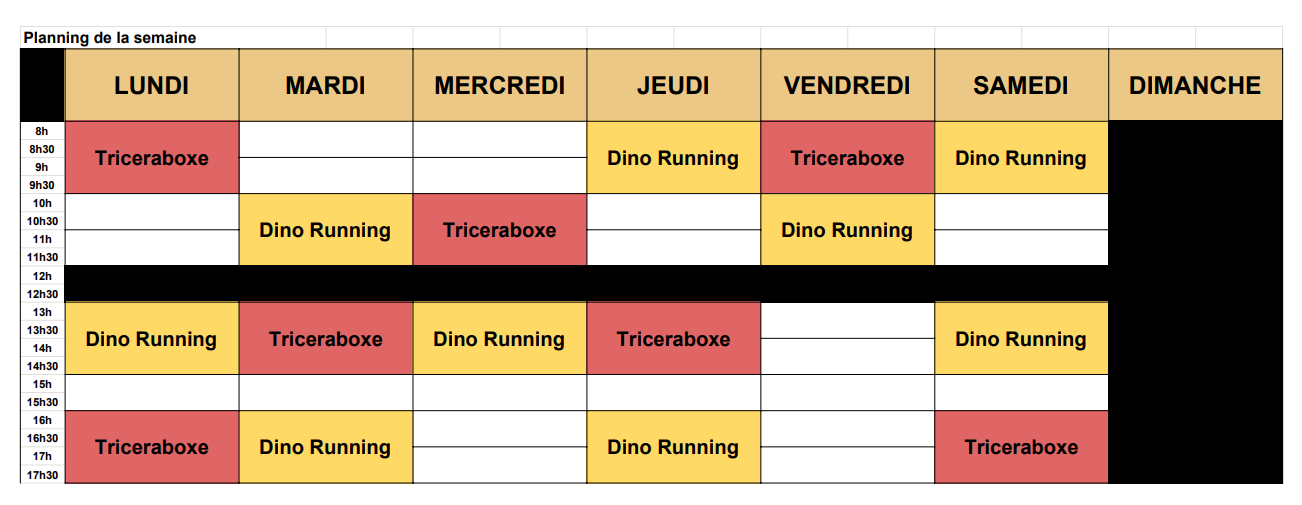 Planning de la semaine
LUNDI MARDI MERCREDI JEUDI VENDREDI SAMEDI DIMANCHE
8h
8h30
Triceraboxe Dino Running Triceraboxe Dino Running
9h
9h30
10h
10h30
Dino Running Triceraboxe Dino Running
11h
11h30
12h
12h30
13h
13h30
Dino Running Triceraboxe Dino Running Triceraboxe Dino Running
14h
14h30
15h
15h30
16h
16h30
Triceraboxe Dino Running Dino Running Triceraboxe
17h
17h30